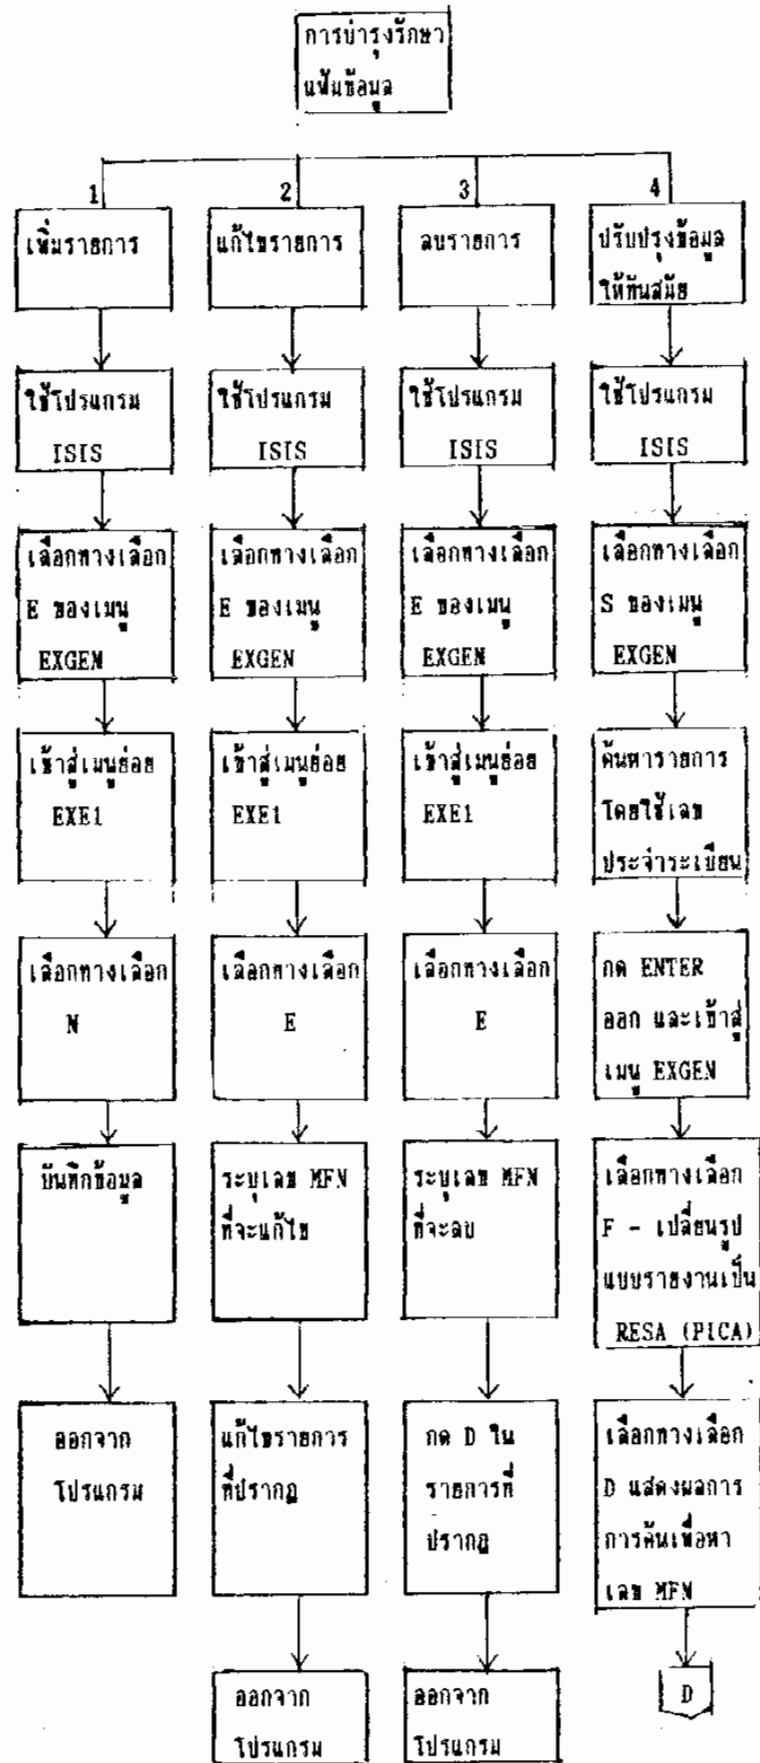 การบำรุงรักษา
แฟ้มข้อมูล
1
เพิ่มรายการ
ใช้โปรแกรม
ISIS
เลือกทางเลือก
E ของเมนู
EXGEN
เข้าสู่เมนูย่อย
EXE1
เลือกทางเลือก
N
บันทึกข้อมูล
ออกจาก
โปรแกรม
2
แก้ไขรายการ
ใช้โปรแกรม
ISIS
เลือกทางเลือก
E ของเมนู
EXGEN
เข้าสู่เมนูย่อย
EXE1
เลือกทางเลือก
E
ระบุเลข MFN
ที่จะแก้ไข
แก้ไขรายการ
ที่ปรากฏ
ออกจาก
โปรแกรม
3
ลบรายการ
ใช้โปรแกรม
ISIS
เลือกทางเลือก
E ของเมนู
EXGEN
เข้าสู่เมนูย่อย
EXE1
เลือกทางเลือก
E
ระบุเลข MFN
ที่จะลบ
กด D ใน
รายการที่
ปรากฏ
ออกจาก
โปรแกรม
4
ปรับปรุงข้อมูล
ให้ทันสมัย
ใช้โปรแกรม
ISIS
เลือกทางเลือก
S ของเมนู
EXGEN
ค้นหารายการ
โดยใช้เลข
ประจำระเบียน
กด ENTER
ออก และเข้าสู่
เมนู EXGEN
เลือกทางเลือก
F - เปลี่ยนรูป
แบบรายงานเป็น
RESA (PICA)
เลือกทางเลือก
D แสดงผลการ
การค้นเพื่อหา
เลข MFN
D